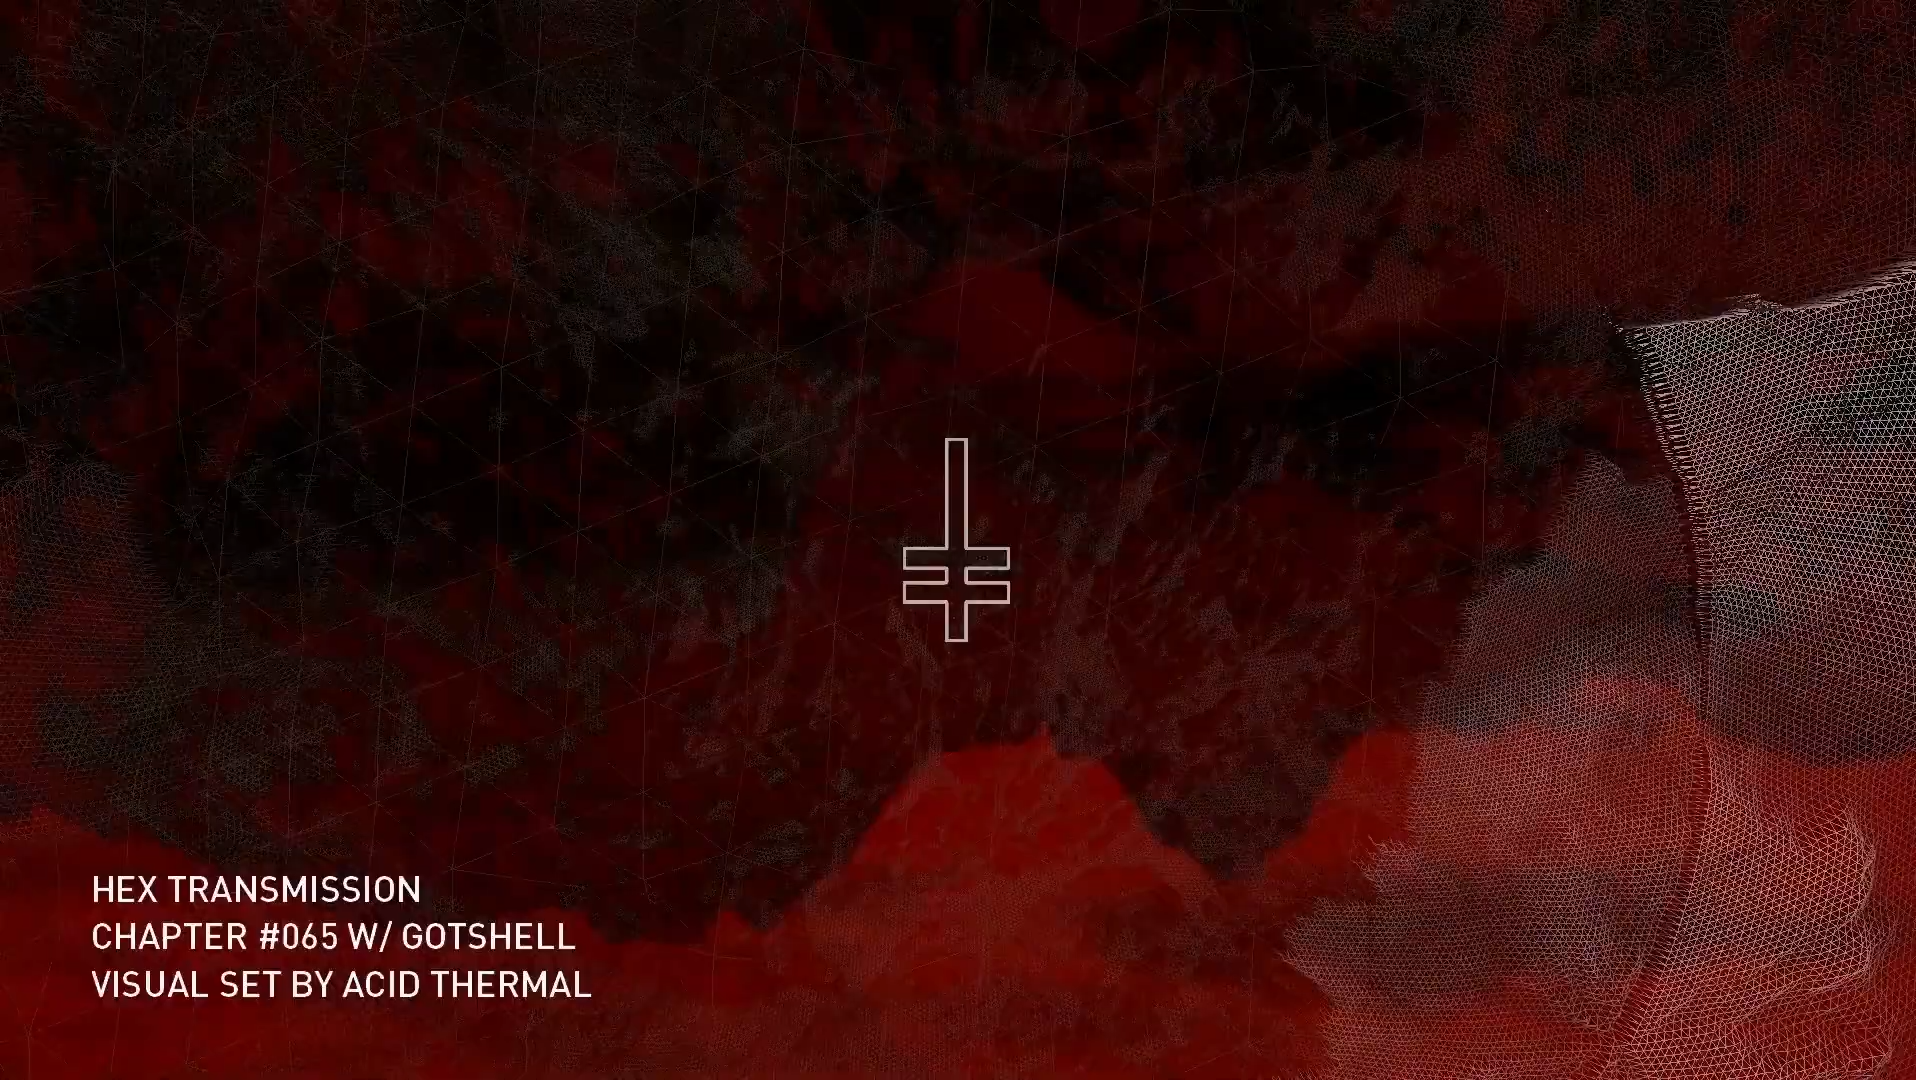 HEX TRANSMISSION
CHAPTER #065 W/ GOTSHELL
VISUAL SET BY ACID THERMAL